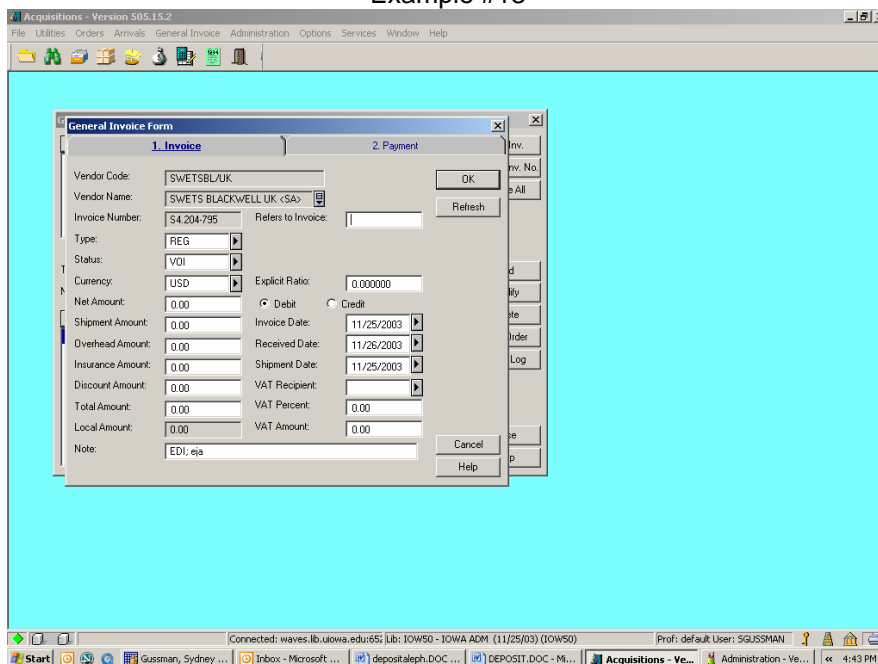 Acquisitions - Version 505.15.2
File Utilities Orders Arrivals General Invoice Administration Options Services Window Help
General Invoice Form
1. Invoice
2. Payment
Vendor Code: SWETSBL/UK
OK
Vendor Name: SWETS BLACKWELL UK <SA>
Refresh
Invoice Number: S4.204-795 Refers to Invoice:
Type: REG
Status: VOI
Currency: USD Explicit Ratio: 0.000000
Net Amount: 0.00 Debit Credit
Shipment Amount: 0.00 Invoice Date: 11/25/2003
Overhead Amount: 0.00 Received Date: 11/26/2003
Insurance Amount: 0.00 Shipment Date: 11/25/2003
Discount Amount: 0.00 VAT Recipient:
Total Amount: 0.00 VAT Percent: 0.00
Local Amount: 0.00 VAT Amount: 0.00
Cancel
Note: EDI; eja
Help
Inv.
Inv. No.
All
Log
Connected: waves.lib.uiowa.edu:652 Lib: IOW50 - IOWA ADM (11/25/03) (IOW50) Prof: default User: SGUSSMAN
Start Gussman, Sydney ... Inbox - Microsoft ... depositaleph.DOC ... DEPOSIT.DOC - Mi... Acquisitions - Ve... Administration - Ve... « 4:43 PM